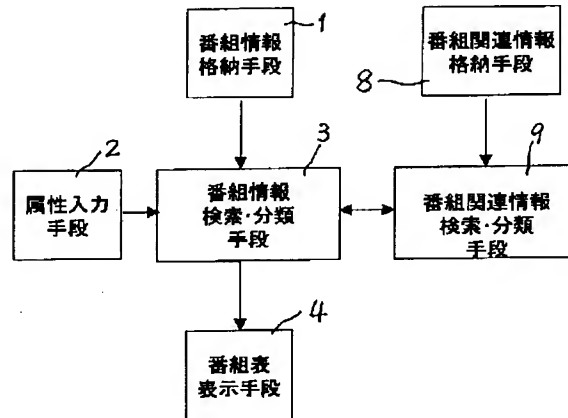 1
番組情報
格納手段
8
番組関連情報
格納手段
2
属性入力
手段
3
番組情報
検索・分類
手段
9
番組関連情報
検索・分類
手段
4
番組表
表示手段